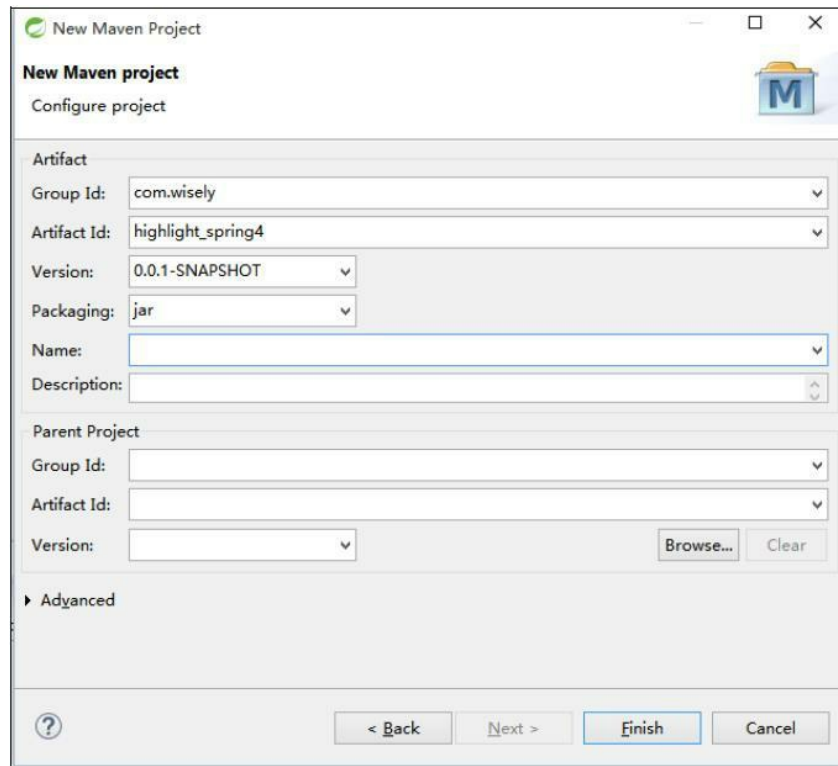 New Maven Project
New Maven project
Configure project
M
Artifact
Group Id: com.wisely
Artifact Id: highlight_spring4
Version: 0.0.1-SNAPSHOT
Packaging: jar
Name:
Description:
Parent Project
Group Id:
Artifact Id:
Version: Browse... Clear
Advanced
? < Back Next > Finish Cancel